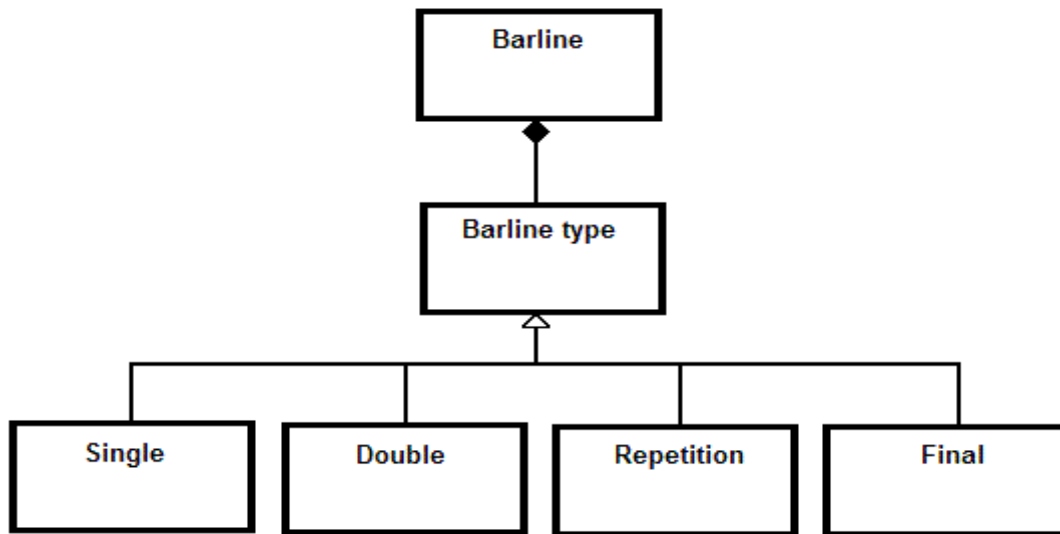 Barline
Barline type
Single
Double
Repetition
Final